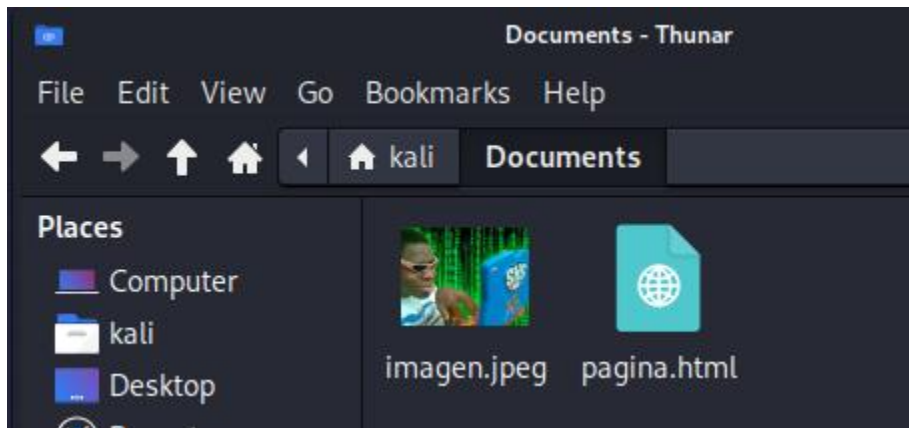 Documents - Thunar
File Edit View Go Bookmarks Help
kali Documents
Places
Computer
kali
Desktop
imagen.jpeg pagina.html